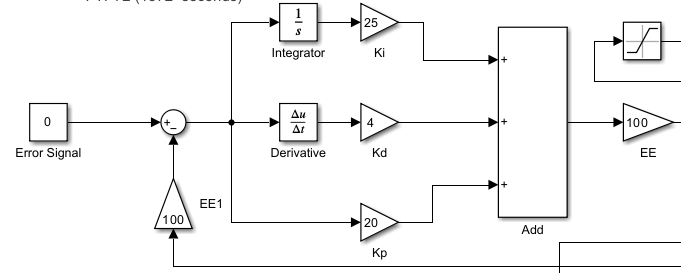 1
s
25
Integrator
Ki
+
0
Error Signal
+
−
Δu
Δt
4
Derivative
Kd
+
100
EE
100
EE1
20
Kp
+
Add